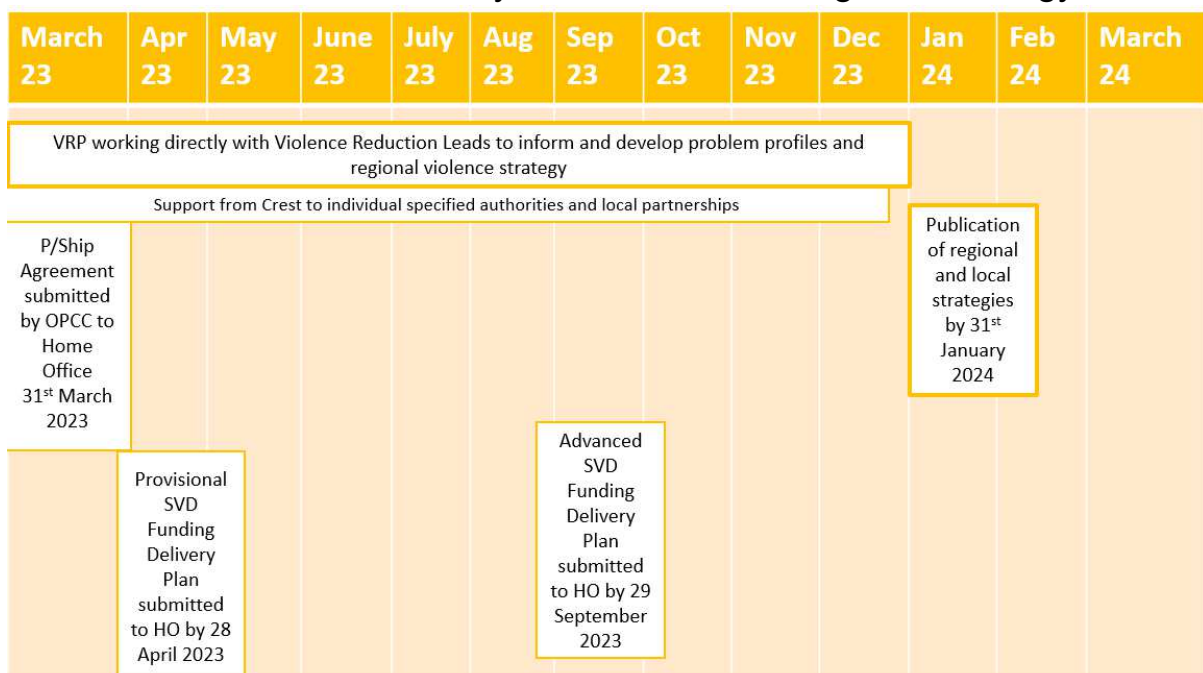 March 23
Apr 23
May 23
June 23
July 23
Aug 23
Sep 23
Oct 23
Nov 23
Dec 23
Jan 24
Feb 24
March 24
VRP working directly with Violence Reduction Leads to inform and develop problem profiles and
regional violence strategy
Support from Crest to individual specified authorities and local partnerships
P/Ship
Agreement
submitted
by OPCC to
Home
Office
31st March
2023
Provisional
SVD
Funding
Delivery
Plan
submitted
to HO by 28
April 2023
Advanced
SVD
Funding
Delivery
Plan
submitted
to HO by 29
September
2023
Publication
of regional
and local
strategies
by 31st
January
2024